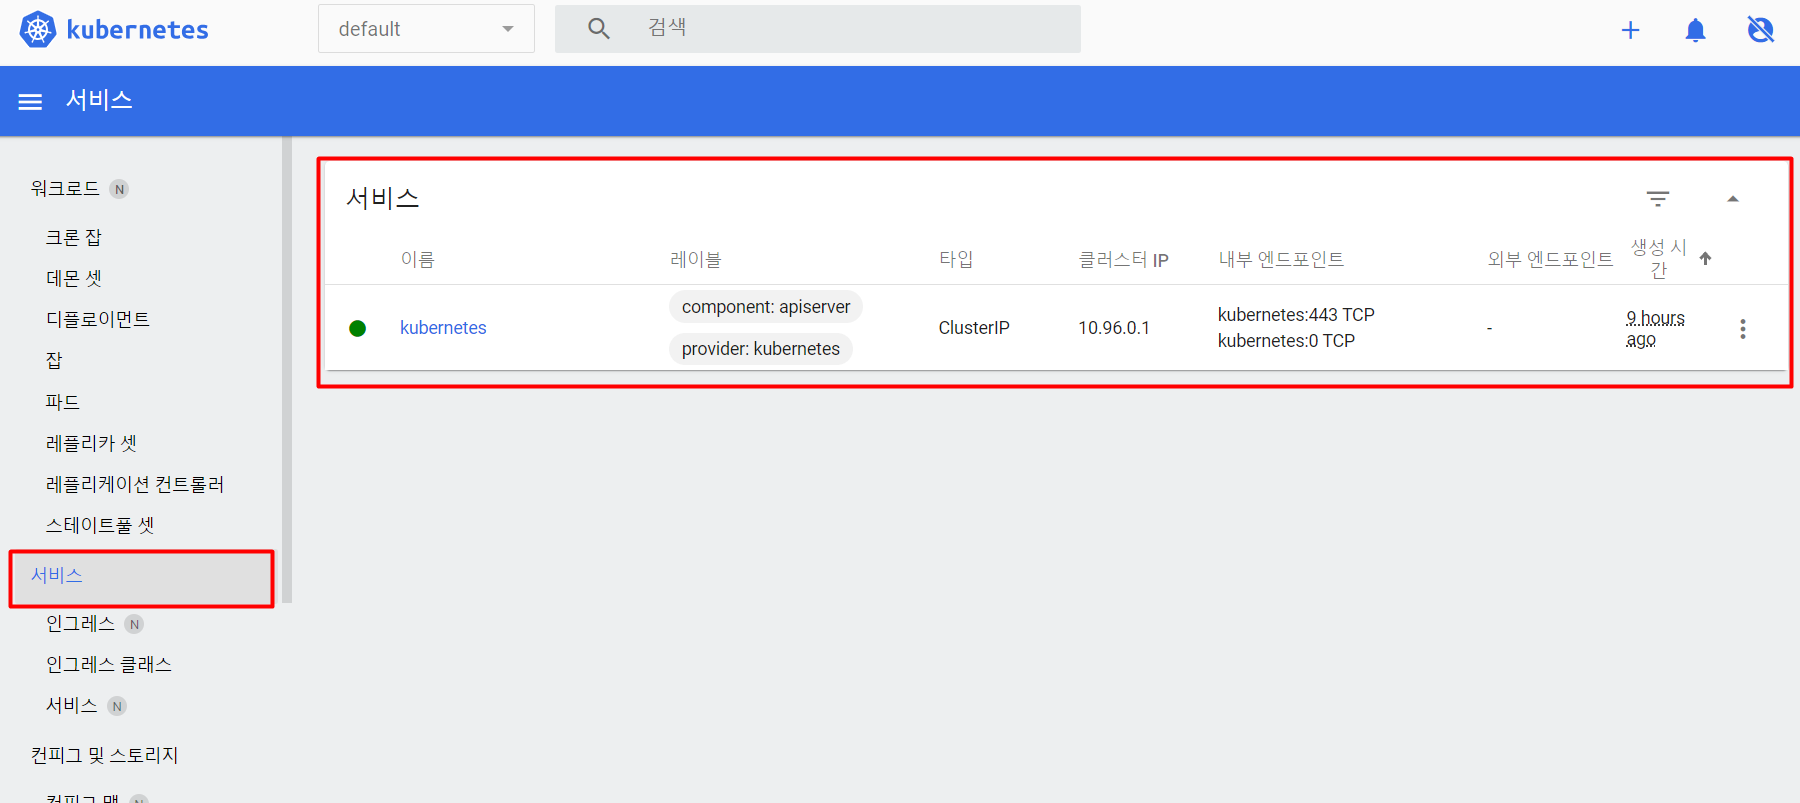 kubernetes
default
검색
서비스
워크로드 N
크론 잡
데몬 셋
디플로이먼트
잡
파드
레플리카 셋
레플리케이션 컨트롤러
스테이트풀 셋
서비스
인그레스 N
인그레스 클래스
서비스 N
컨피그 및 스토리지
컨피그 맵 N
서비스
이름 레이블 타입 클러스터 IP 내부 엔드포인트 외부 엔드포인트 생성 시
간
kubernetes component: apiserver ClusterIP 10.96.0.1 kubernetes:443 TCP - 9 hours
provider: kubernetes kubernetes:0 TCP ago